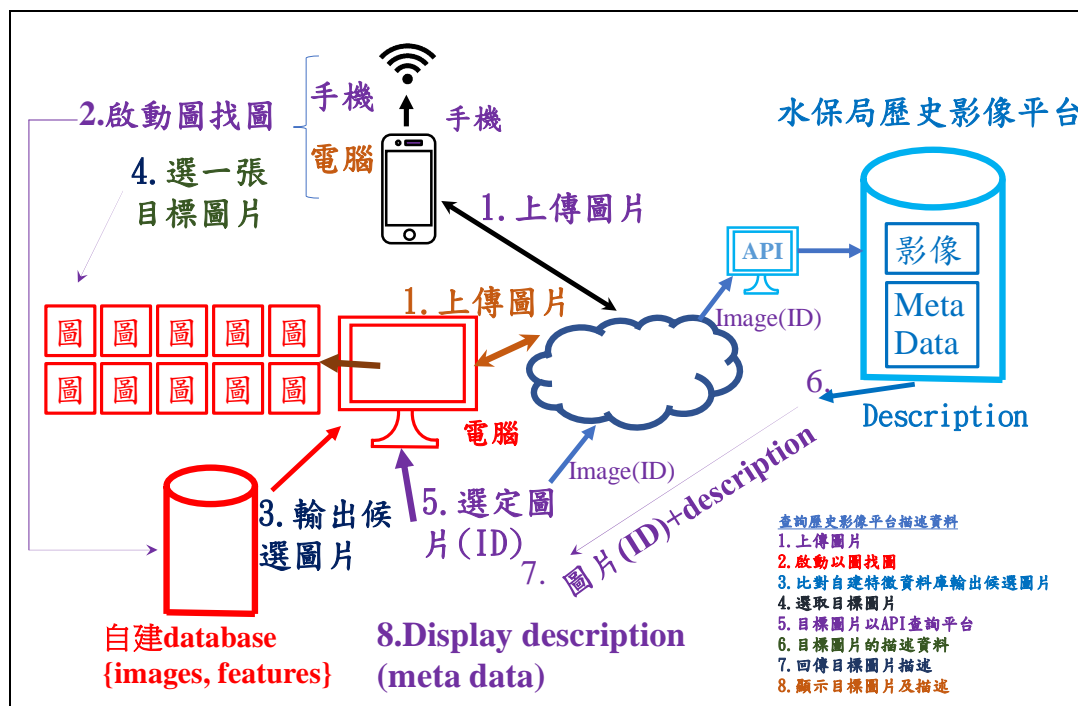 2.啟動圖找圖
手機
電腦
手機
4. 選一張
目標圖片
1. 上傳圖片
1. 上傳圖片
水保局歷史影像平台
API
影像
Meta
Data
Image(ID)
圖 圖 圖 圖 圖
圖 圖 圖 圖 圖
電腦
6.
Description
Image(ID)
3. 輸出候
選圖片
5. 選定圖
片(ID)
7. 圖片(ID)+description
自建database
{images, features}
8.Display description
(meta data)
查詢歷史影像平台描述資料
1.上傳圖片
2.啟動以圖找圖
3.比對自建特徵資料庫輸出候選圖片
4.選取目標圖片
5.目標圖片以API查詢平台
6.目標圖片的描述資料
7.回傳目標圖片描述
8.顯示目標圖片及描述